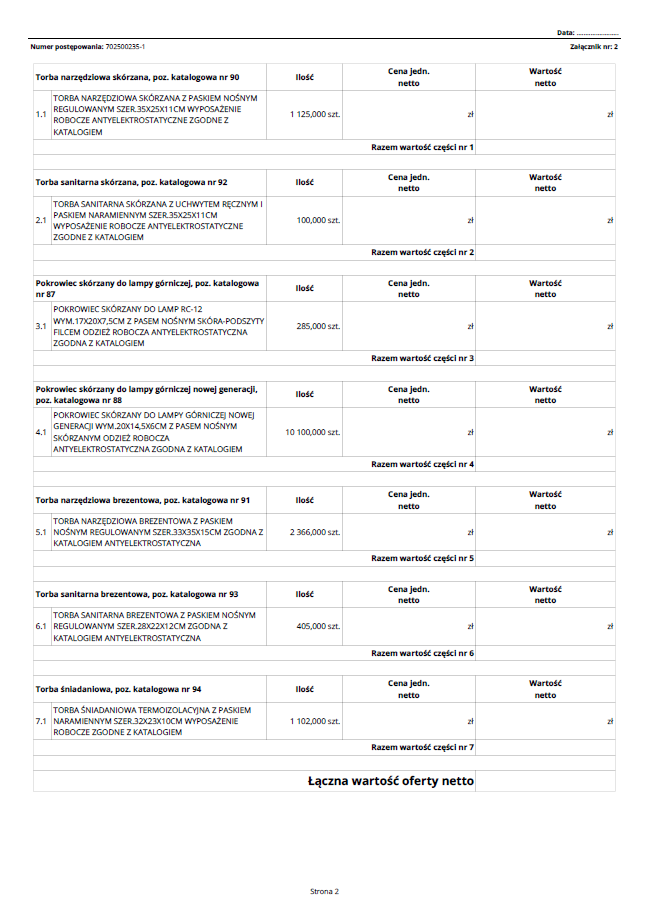 Data: .....................
Numer postępowania: 702500235-1 Załącznik nr: 2
Torba narzędziowa skórzana, poz. katalogowa nr 90 Ilość Cena jedn. netto Wartość netto
1.1 TORBA NARZĘDZIOWA SKÓRZANA Z PASKIEM NOŚNYM
REGULOWANYM SZER.35X25X11CM WYPOSAŻENIE
ROBOCZE ANTYELEKTROSTATYCZNE ZGODNE Z
KATALOGIEM
1 125,000 szt. zł zł
Razem wartość części nr 1
Torba sanitarna skórzana, poz. katalogowa nr 92 Ilość Cena jedn. netto Wartość netto
2.1 TORBA SANITARNA SKÓRZANA Z UCHWYTEM RĘCZNYM I
PASKIEM NARAMIENNYM SZER.35X25X11CM
WYPOSAŻENIE ROBOCZE ANTYELEKTROSTATYCZNE
ZGODNE Z KATALOGIEM
100,000 szt. zł zł
Razem wartość części nr 2
Pokrowiec skórzany do lampy górniczej, poz. katalogowa
nr 87 Ilość Cena jedn. netto Wartość netto
3.1 POKROWIEC SKÓRZANY DO LAMP RC-12
WYM.17X20X7,5CM Z PASEM NOŚNYM SKÓRA-PODSZYTY
FILCEM ODZIEŻ ROBOCZA ANTYELEKTROSTATYCZNA
ZGODNA Z KATALOGIEM
285,000 szt. zł zł
Razem wartość części nr 3
Pokrowiec skórzany do lampy górniczej nowej generacji,
poz. katalogowa nr 88 Ilość Cena jedn. netto Wartość netto
4.1 POKROWIEC SKÓRZANY DO LAMPY GÓRNICZEJ NOWEJ
GENERACJI WYM.20X14,5X6CM Z PASEM NOŚNYM
SKÓRZANYM ODZIEŻ ROBOCZA
ANTYELEKTROSTATYCZNA ZGODNA Z KATALOGIEM
10 100,000 szt. zł zł
Razem wartość części nr 4
Torba narzędziowa brezentowa, poz. katalogowa nr 91 Ilość Cena jedn. netto Wartość netto
5.1 TORBA NARZĘDZIOWA BREZENTOWA Z PASKIEM
NOŚNYM REGULOWANYM SZER.33X35X15CM ZGODNA Z
KATALOGIEM ANTYELEKTROSTATYCZNA
2 366,000 szt. zł zł
Razem wartość części nr 5
Torba sanitarna brezentowa, poz. katalogowa nr 93 Ilość Cena jedn. netto Wartość netto
6.1 TORBA SANITARNA BREZENTOWA Z PASKIEM NOŚNYM
REGULOWANYM SZER.28X22X12CM ZGODNA Z
KATALOGIEM ANTYELEKTROSTATYCZNA
405,000 szt. zł zł
Razem wartość części nr 6
Torba śniadaniowa, poz. katalogowa nr 94 Ilość Cena jedn. netto Wartość netto
7.1 TORBA ŚNIADANIOWA TERMOIZOLACYJNA Z PASKIEM
NARAMIENNYM SZER.32X23X10CM WYPOSAŻENIE
ROBOCZE ZGODNE Z KATALOGIEM
1 102,000 szt. zł zł
Razem wartość części nr 7
Łączna wartość oferty netto
Strona 2